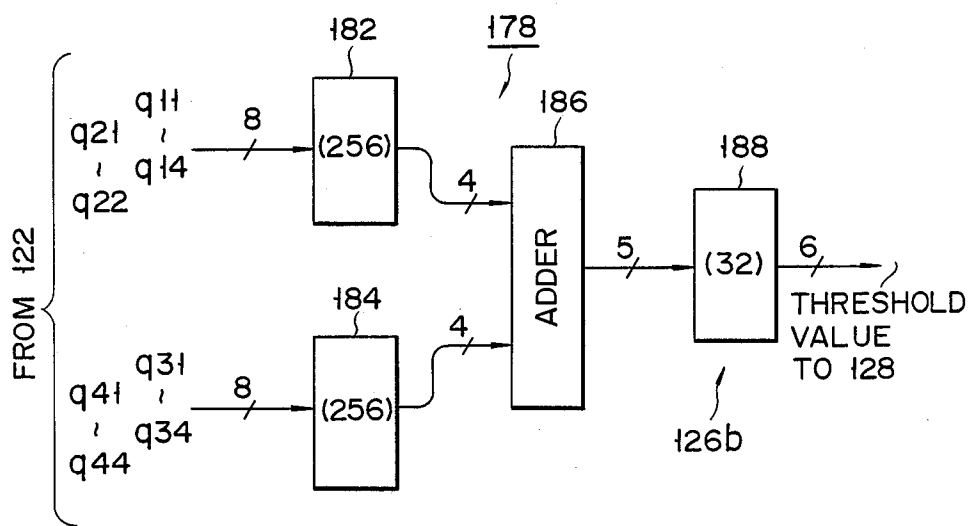 182
178
q11
~
q14
q21
~
q22
8
(256)
4
186
188
FROM 122
ADDER
5
(32)
6
THRESHOLD
VALUE
TO 128
184
4
q31
~
q34
q41
~
q44
8
(256)
126b